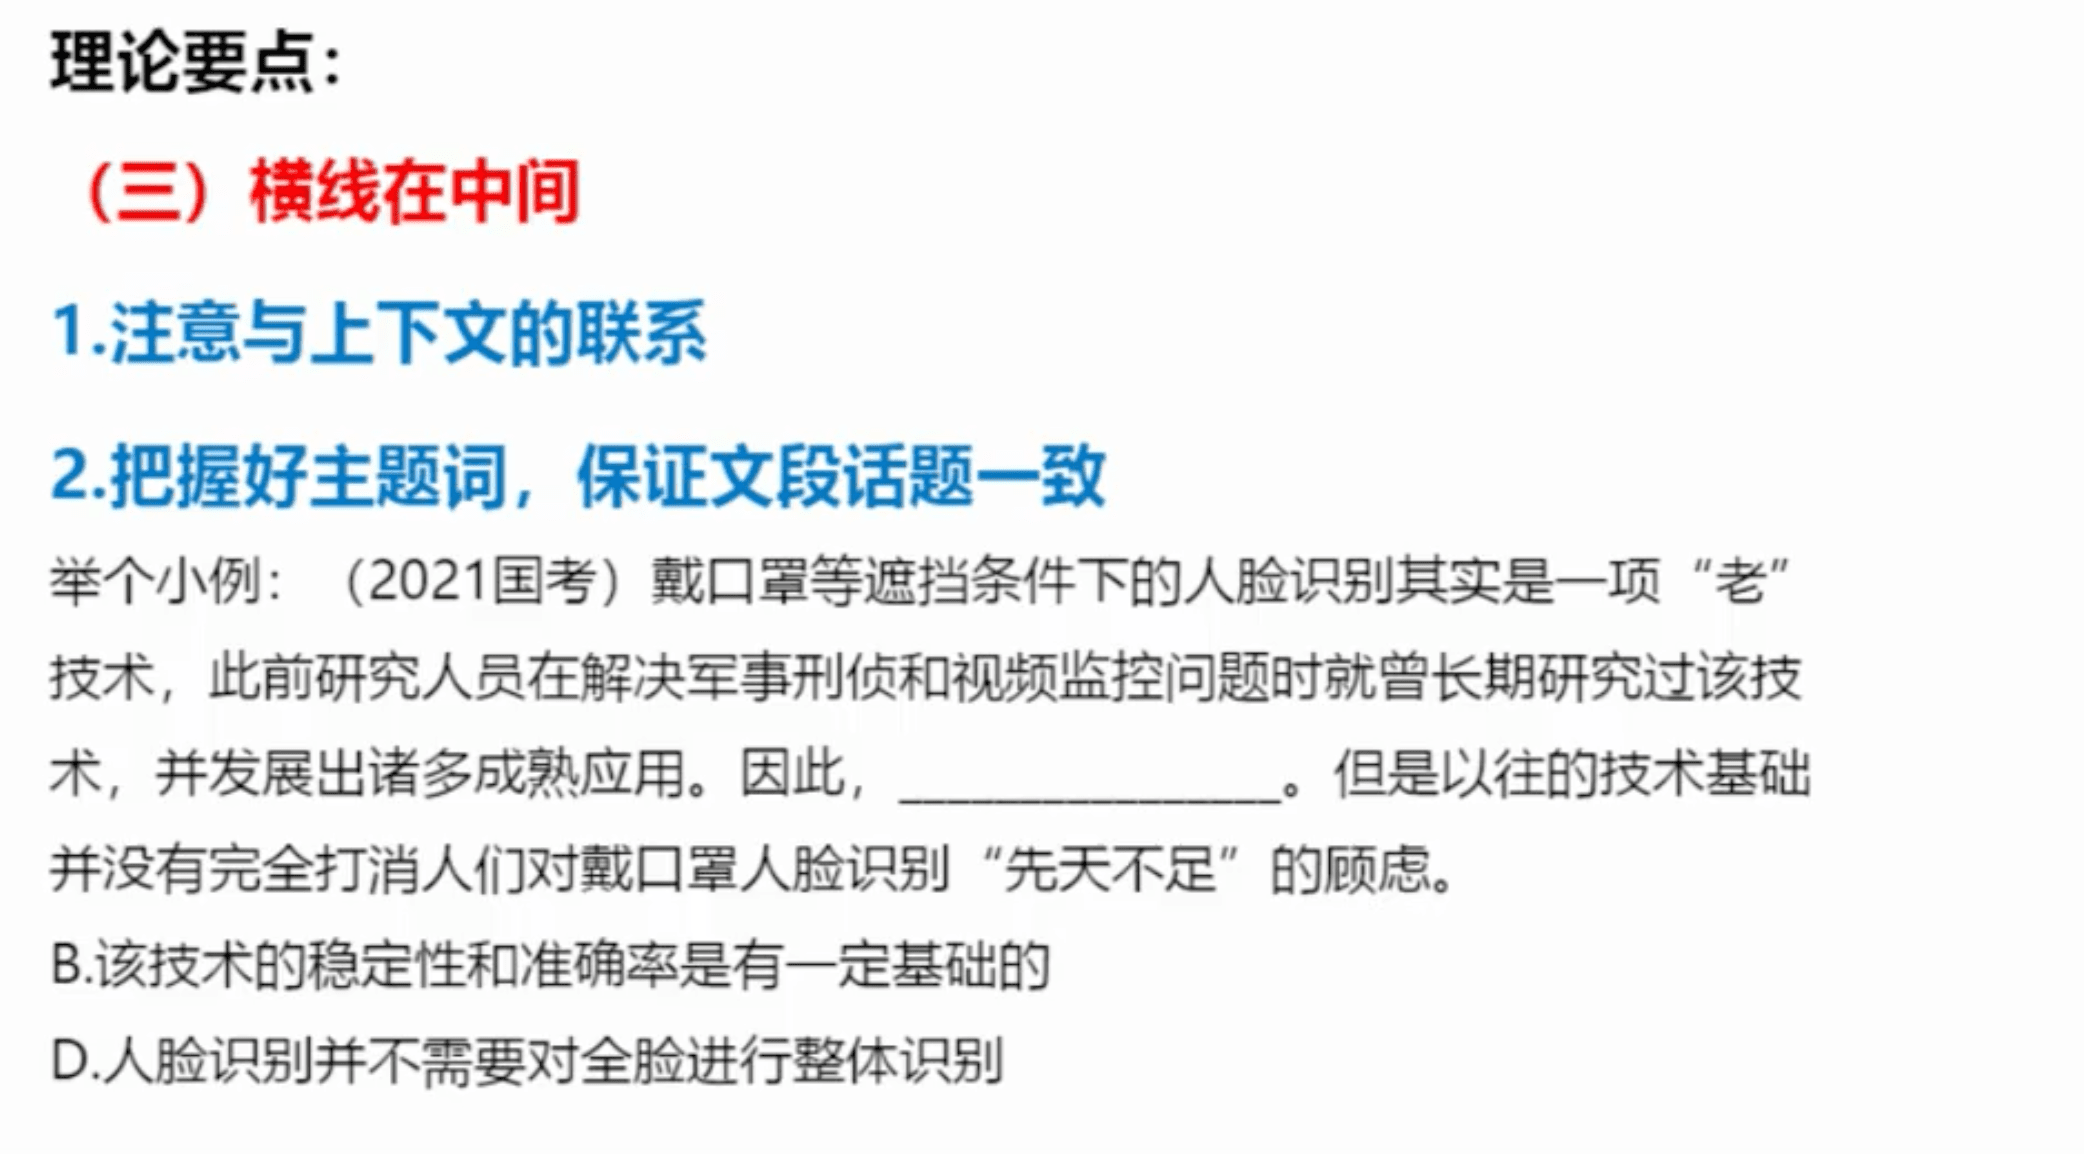 理论要点：
（三）横线在中间
1.注意与上下文的联系
2.把握好主题词，保证文段话题一致
举个小例：（2021国考）戴口罩等遮挡条件下的人脸识别其实是一项“老”
技术，此前研究人员在解决军事刑侦和视频监控问题时就曾长期研究过该技
术，并发展出诸多成熟应用。因此，________________。但是以往的技术基础
并没有完全打消人们对戴口罩人脸识别“先天不足”的顾虑。
B.该技术的稳定性和准确率是有一定基础的
D.人脸识别并不需要对全脸进行整体识别